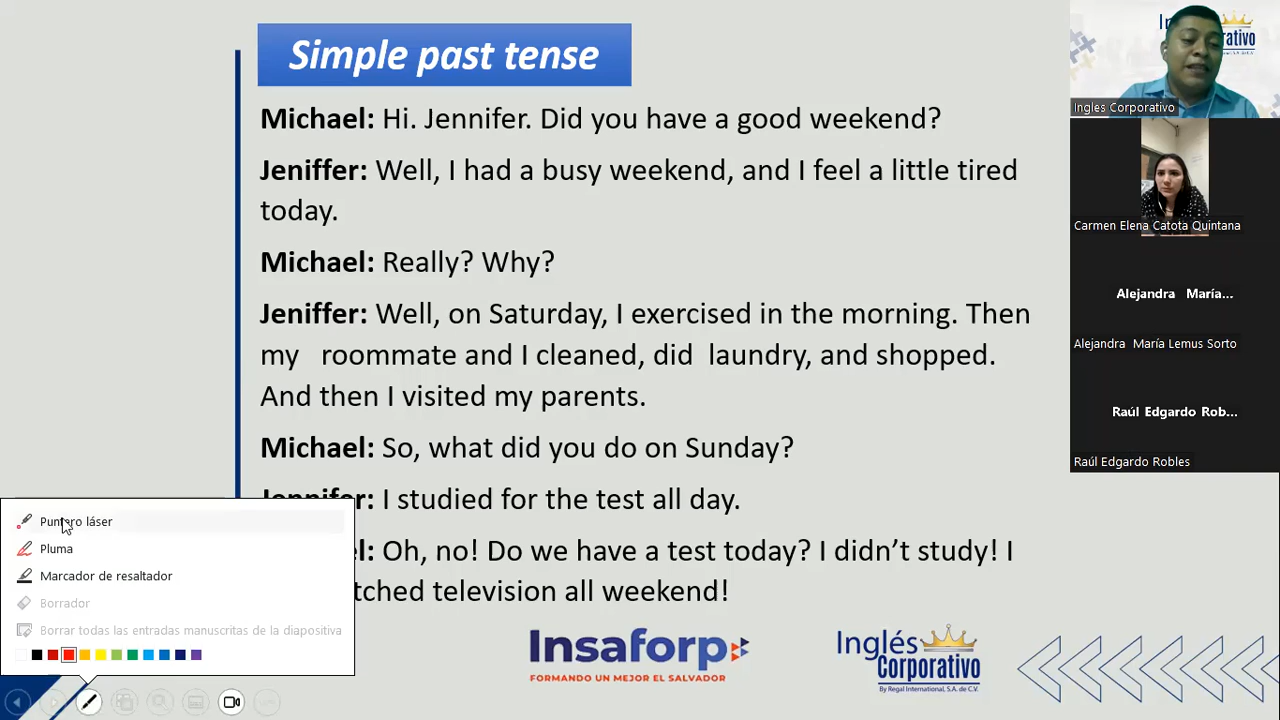 Simple past tense
Michael: Hi. Jennifer. Did you have a good weekend?
Jeniffer: Well, I had a busy weekend, and I feel a little tired
today.
Michael: Really? Why?
Jeniffer: Well, on Saturday, I exercised in the morning. Then
my roommate and I cleaned, did laundry, and shopped.
And then I visited my parents.
Michael: So, what did you do on Sunday?
Jennifer: I studied for the test all day.
Oh, no! Do we have a test today? I didn't study! I
television all weekend!
Puntero láser
Pluma
Marcador de resaltador
Borrador
Borrar todas las entradas manuscritas de la diapositiva
Insaforp
FORMANDO UN MEJOR EL SALVADOR
Inglés
Corporativo
By Regal International, S.A. de C.V.
Ingles Corporativo
Carmen Elena Catota Quintana
Alejandra María...
Alejandra María Lemus Sorto
Raúl Edgardo Rob...
Raúl Edgardo Robles